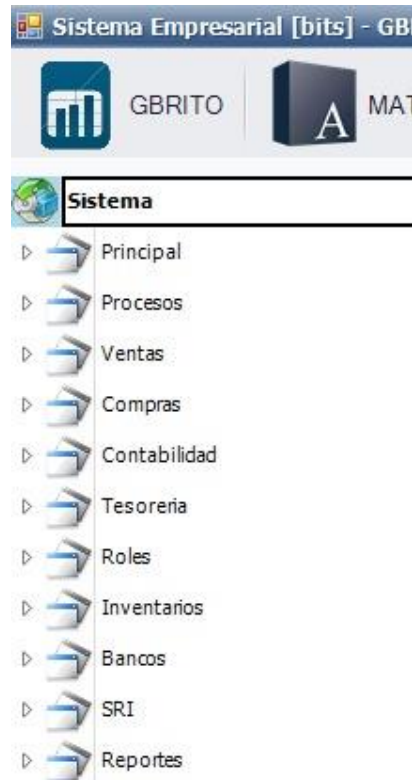 Sistema Empresarial [bits] - GB
GBRITO
A
MAT
Sistema
Principal
Procesos
Ventas
Compras
Contabilidad
Tesoreria
Roles
Inventarios
Bancos
SRI
Reportes